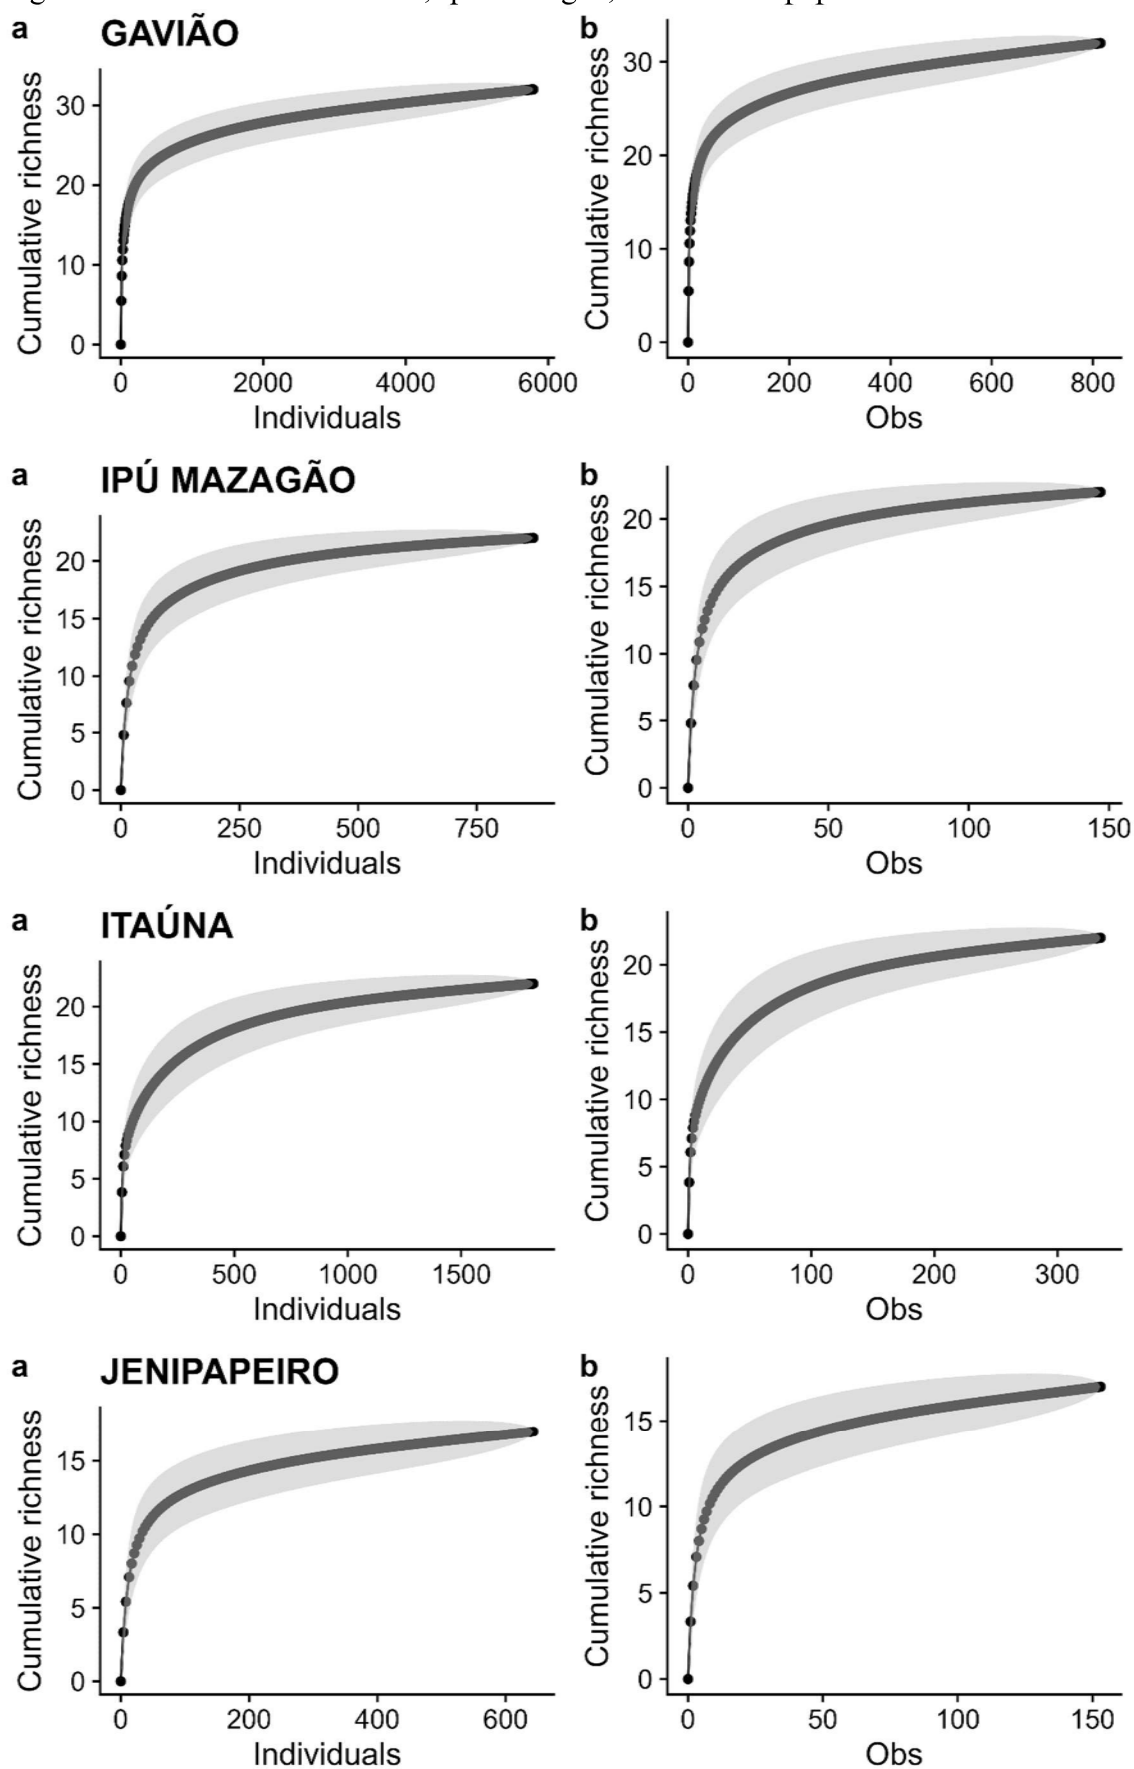 a GAVIÃO
b
Cumulative richness
30
20
10
0
0 2000 4000 6000
Individuals
Cumulative richness
30
20
10
0
0 200 400 600 800
Obs
a IPÚ MAZAGÃO
b
Cumulative richness
20
15
10
5
0
0 250 500 750
Individuals
Cumulative richness
20
15
10
5
0
0 50 100 150
Obs
a ITAÚNA
b
Cumulative richness
20
15
10
5
0
0 500 1000 1500
Individuals
Cumulative richness
20
15
10
5
0
0 100 200 300
Obs
a JENIPAPEIRO
b
Cumulative richness
15
10
5
0
0 200 400 600
Individuals
Cumulative richness
15
10
5
0
0 50 100 150
Obs